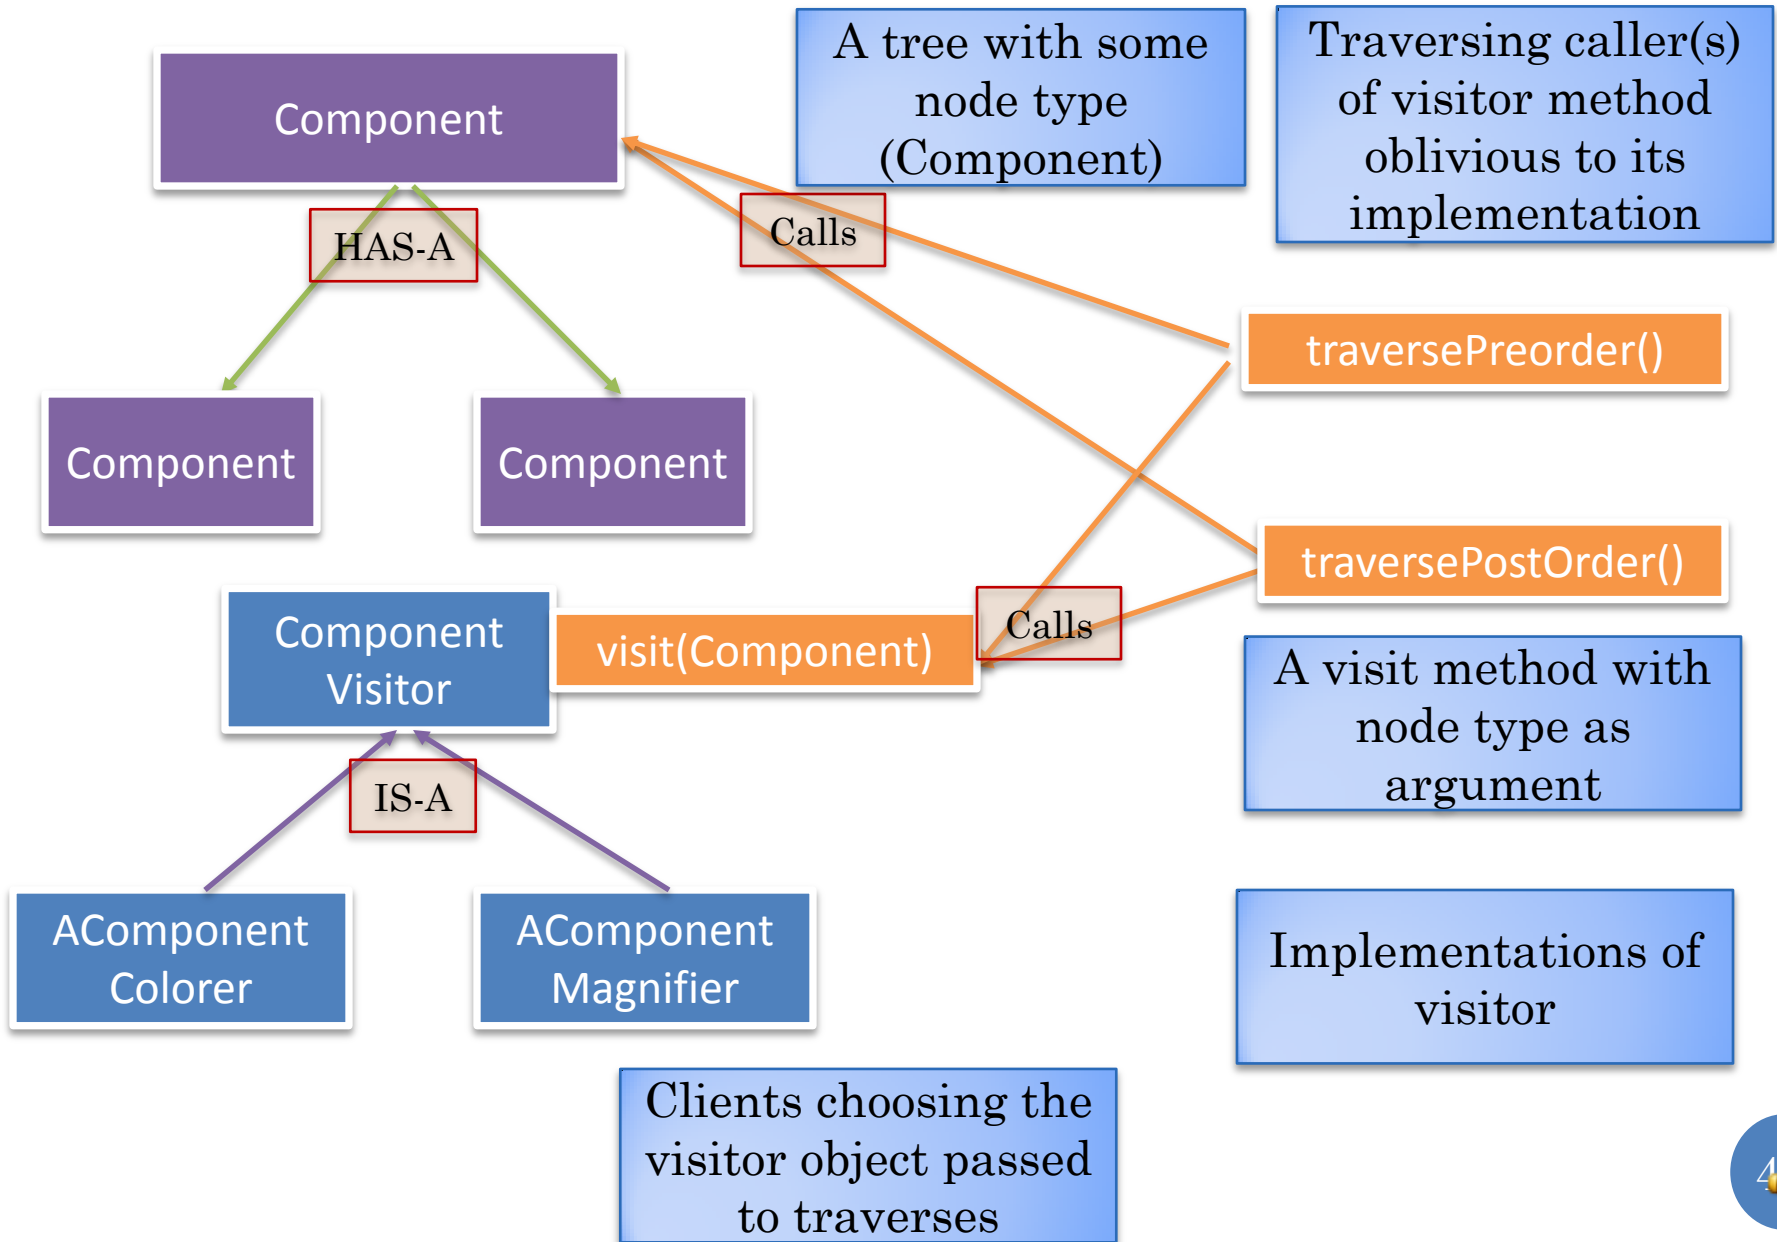 Component
A tree with some
node type
(Component)
Traversing caller(s)
of visitor method
oblivious to its
implementation
HAS-A
Calls
traversePreorder()
Component
Component
traversePostOrder()
Component
Visitor
visit(Component)
Calls
A visit method with
node type as
argument
IS-A
AComponent
Colorer
AComponent
Magnifier
Implementations of
visitor
Clients choosing the
visitor object passed
to traverses